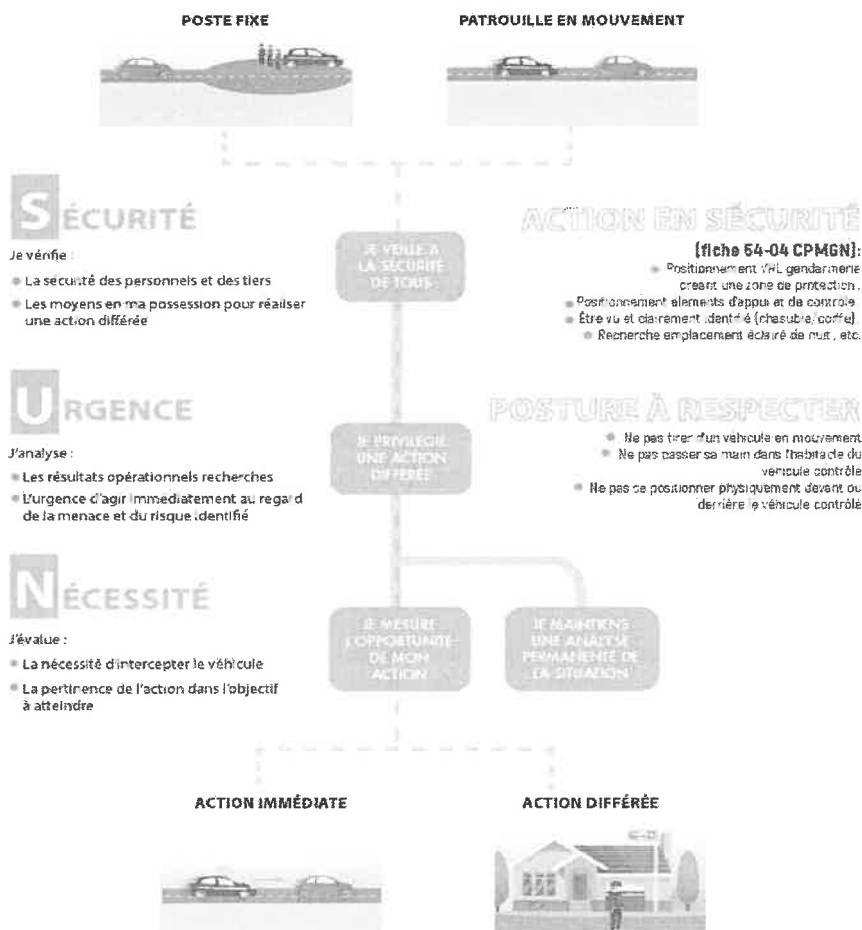 POSTE FIXE
PATROUILLE EN MOUVEMENT
SÉCURITÉ
Je vérifie :
La sécurité des personnels et des tiers
Les moyens en ma possession pour réaliser
une action différée
JE VEILLE À
LA SÉCURITÉ
DE TOUS
ACTION EN SÉCURITÉ
(fiche 54-04 CPMGN):
Positionnement VHL gendarmerie
créant une zone de protection,
Positionnement elements d'appui et de contrôle
Être vu et clairement identifié (chasuble/coiffe)
Recherche emplacement éclairé de nuit, etc.
URGENCE
J'analyse :
Les résultats opérationnels recherches
L'urgence d'agir immédiatement au regard
de la menace et du risque identifié
JE PRIVILÉGIE
UNE ACTION
DIFFÉRÉE
POSTURE À RESPECTER
Ne pas tirer d'un véhicule en mouvement
Ne pas passer sa main dans l'habitacle du
vehicule contrôlé
Ne pas se positionner physiquement devant ou
derrière le véhicule contrôlé
NÉCESSITÉ
J'évalue :
La nécessité d'intercepter le véhicule
La pertinence de l'action dans l'objectif
à atteindre
JE MESURE
L'OPPORTUNITÉ
DE MON
ACTION
JE MAINTIENS
UNE ANALYSE
PERMANENTE DE
LA SITUATION
ACTION IMMÉDIATE
ACTION DIFFÉRÉE